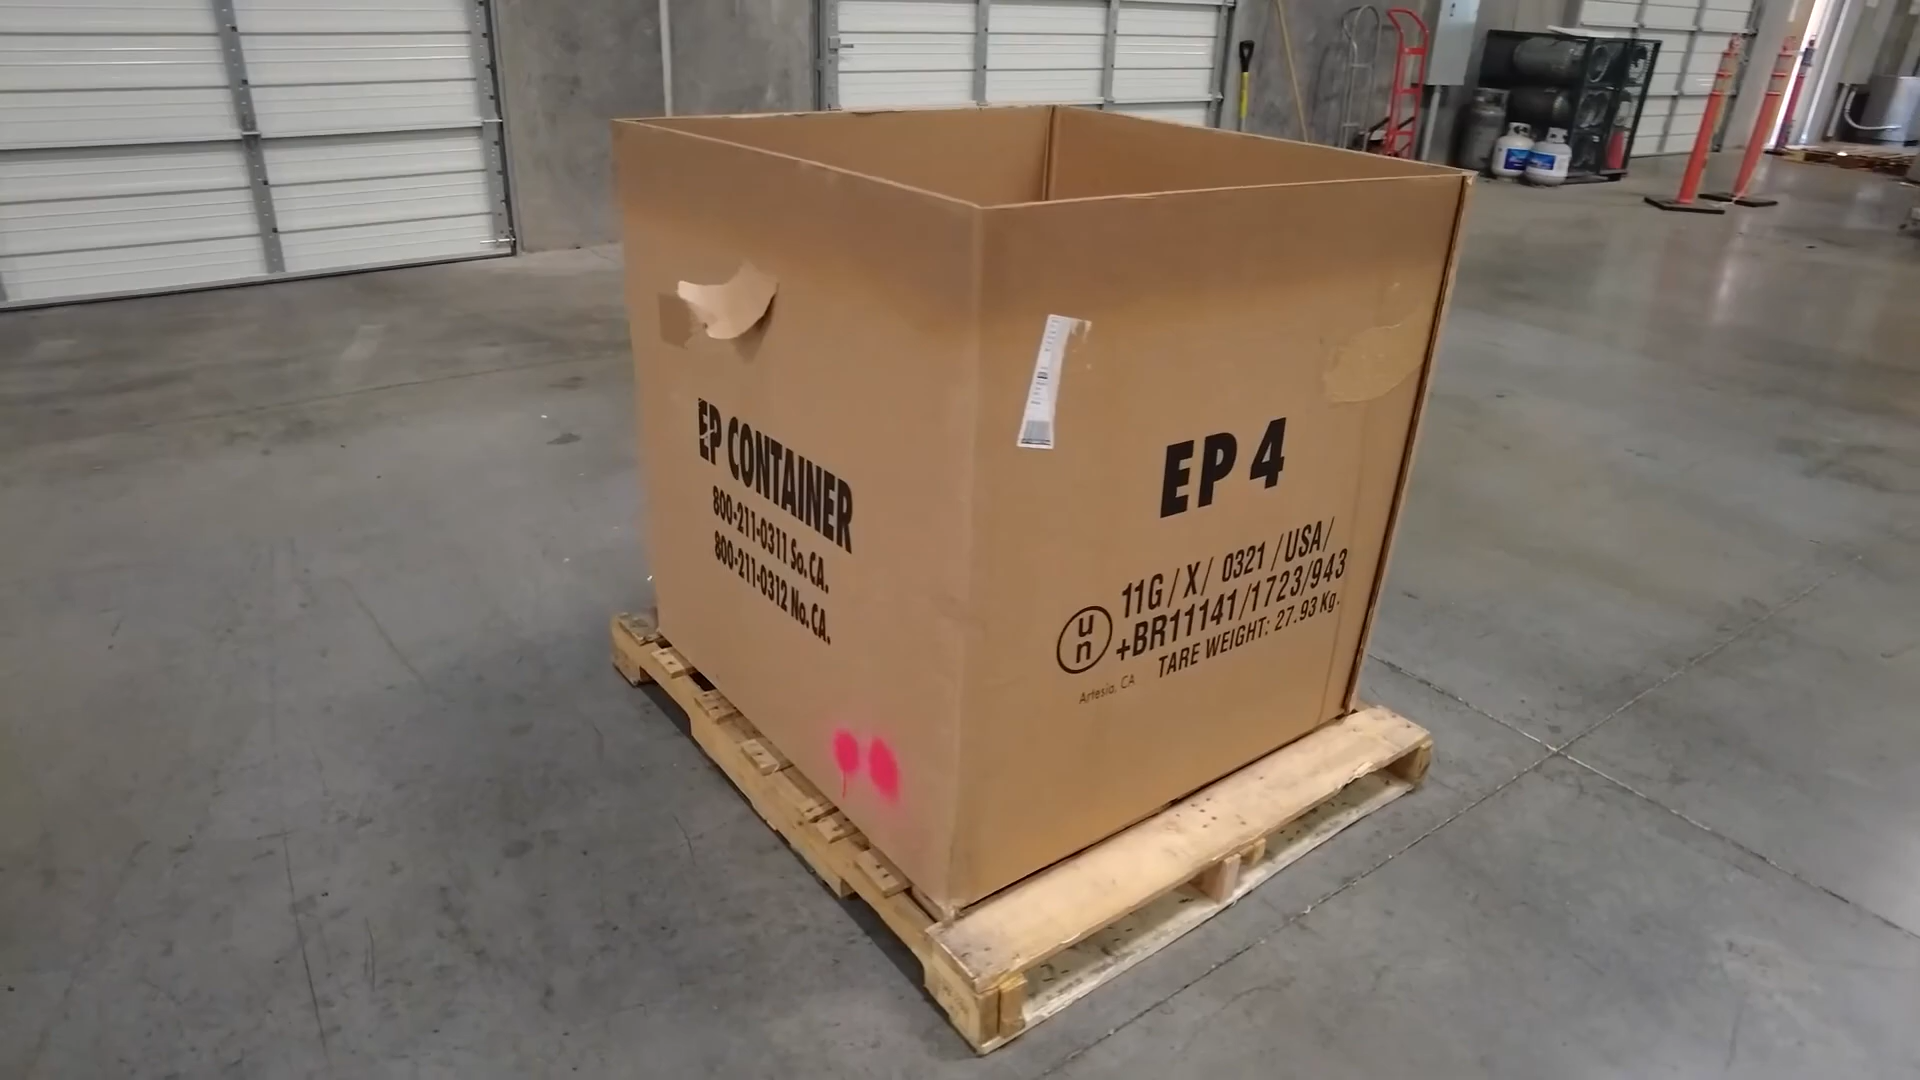 EP CONTAINER
800-211-0311 So. CA.
800-211-0312 No. CA.
EP 4
un
11G / X / 0321 / USA /
+BR11141/1723/943
TARE WEIGHT: 27.93 Kg.
Artesia, CA